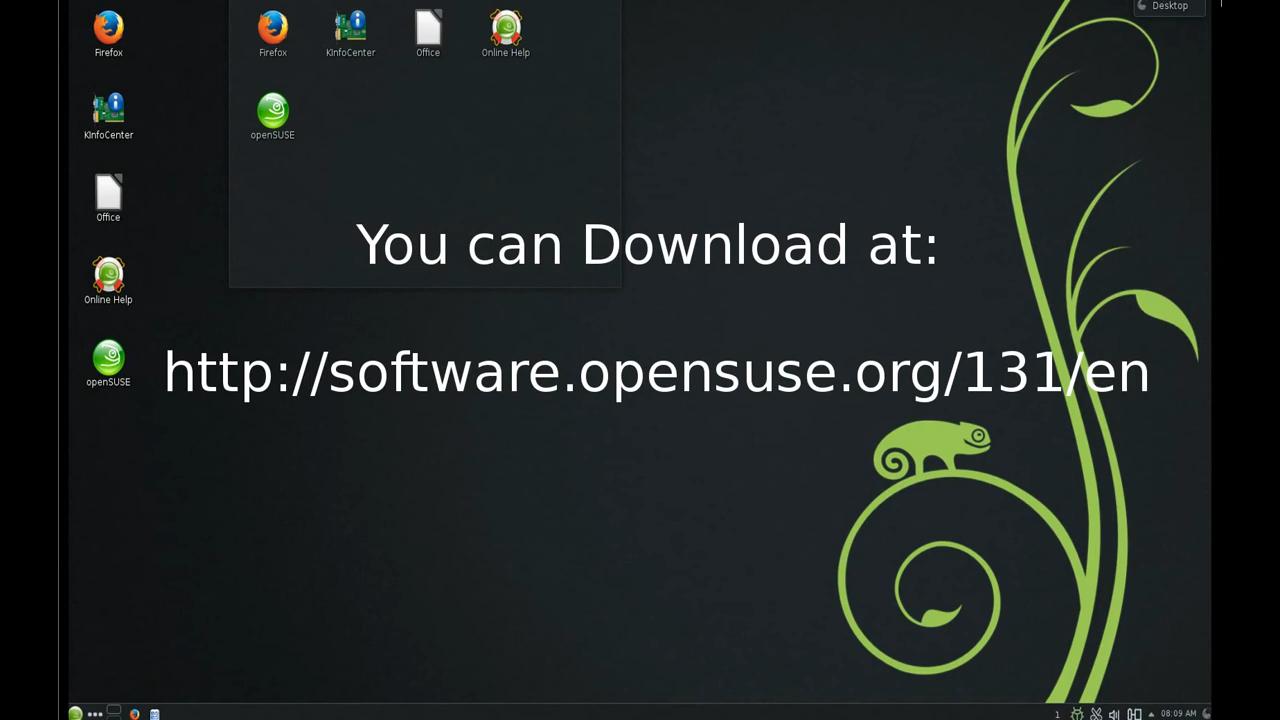 Desktop
Firefox
Firefox
KInfoCenter
Office
Online Help
KInfoCenter
openSUSE
Office
You can Download at:
Online Help
http://software.opensuse.org/131/en
openSUSE
1
08:09 AM